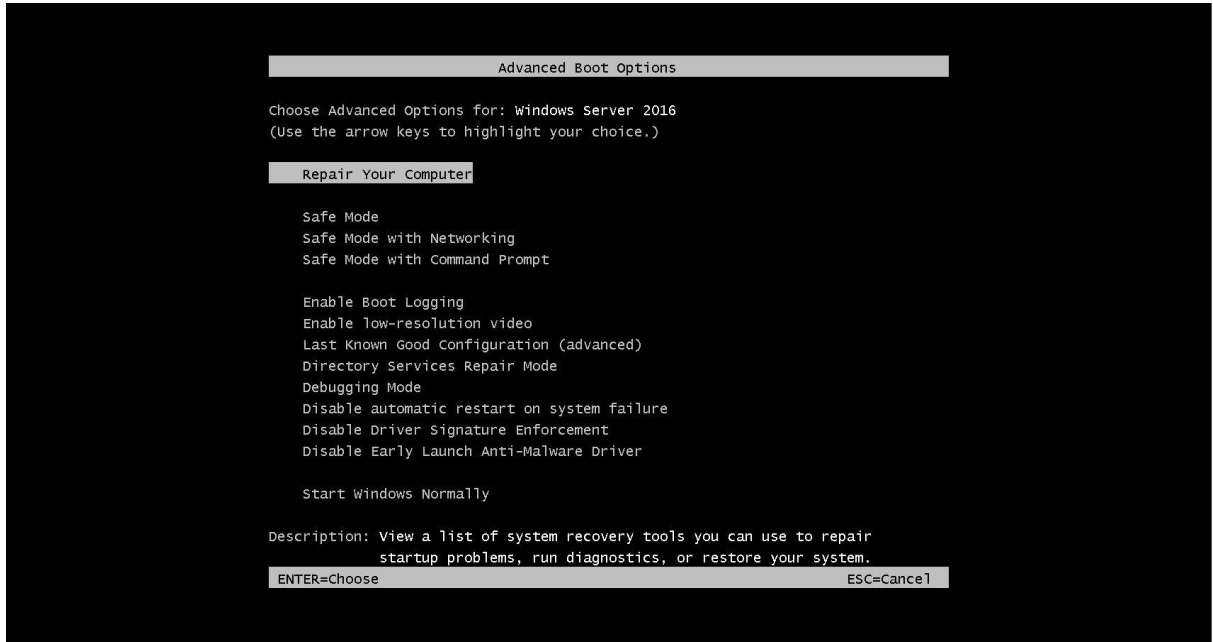 Advanced Boot Options
Choose Advanced Options for: Windows Server 2016
(Use the arrow keys to highlight your choice.)
Repair Your Computer
Safe Mode
Safe Mode with Networking
Safe Mode with Command Prompt
Enable Boot Logging
Enable low-resolution video
Last Known Good Configuration (advanced)
Directory Services Repair Mode
Debugging Mode
Disable automatic restart on system failure
Disable Driver Signature Enforcement
Disable Early Launch Anti-Malware Driver
Start Windows Normally
Description: View a list of system recovery tools you can use to repair
startup problems, run diagnostics, or restore your system.
ENTER=Choose ESC=Cancel